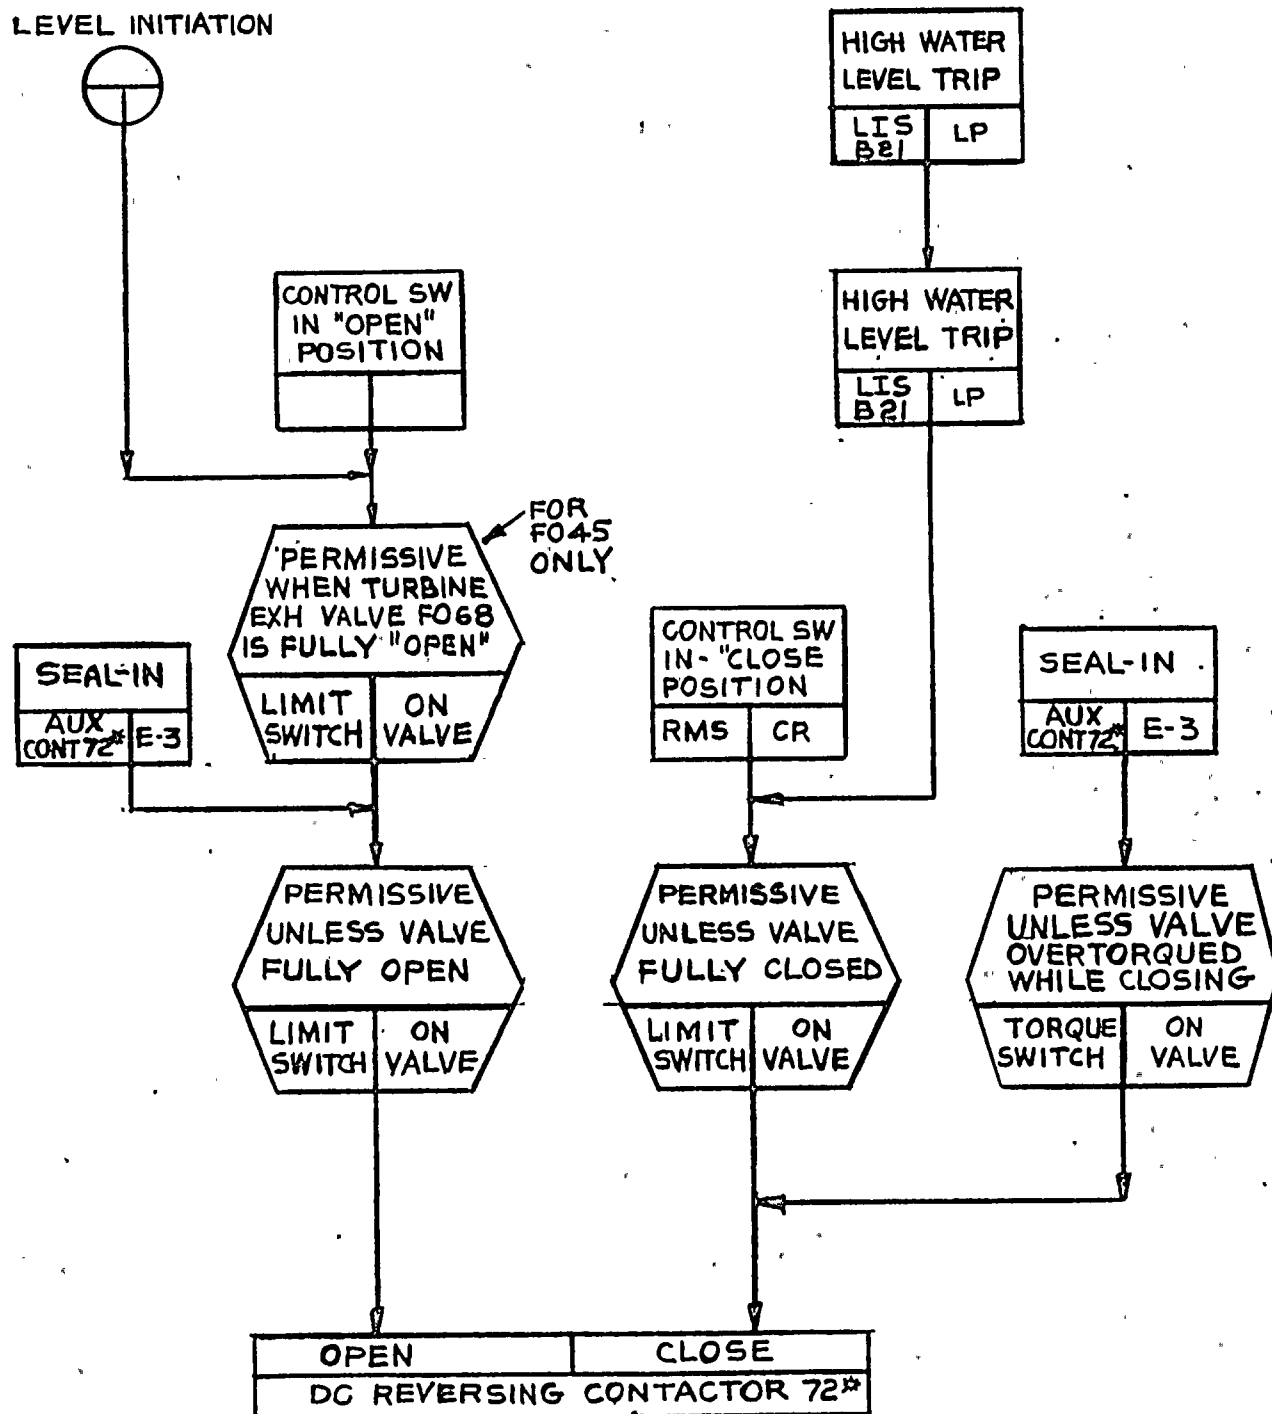 LEVEL INITIATION
HIGH WATER
LEVEL TRIP
LIS
B21
LP
CONTROL SW
IN "OPEN"
POSITION
HIGH WATER
LEVEL TRIP
LIS
B21
LP
FOR
F045
ONLY
PERMISSIVE
WHEN TURBINE
EXH VALVE F068
IS FULLY "OPEN"
LIMIT
SWITCH
ON
VALVE
SEAL-IN
AUX
CONT 72*
E-3
CONTROL SW
IN- "CLOSE
POSITION
RMS
CR
SEAL-IN
AUX
CONT 72*
E-3
PERMISSIVE
UNLESS VALVE
FULLY OPEN
LIMIT
SWITCH
ON
VALVE
PERMISSIVE
UNLESS VALVE
FULLY CLOSED
LIMIT
SWITCH
ON
VALVE
PERMISSIVE
UNLESS VALVE
OVERTORQUED
WHILE CLOSING
TORQUE
SWITCH
ON
VALVE
OPEN
CLOSE
DC REVERSING CONTACTOR 72*